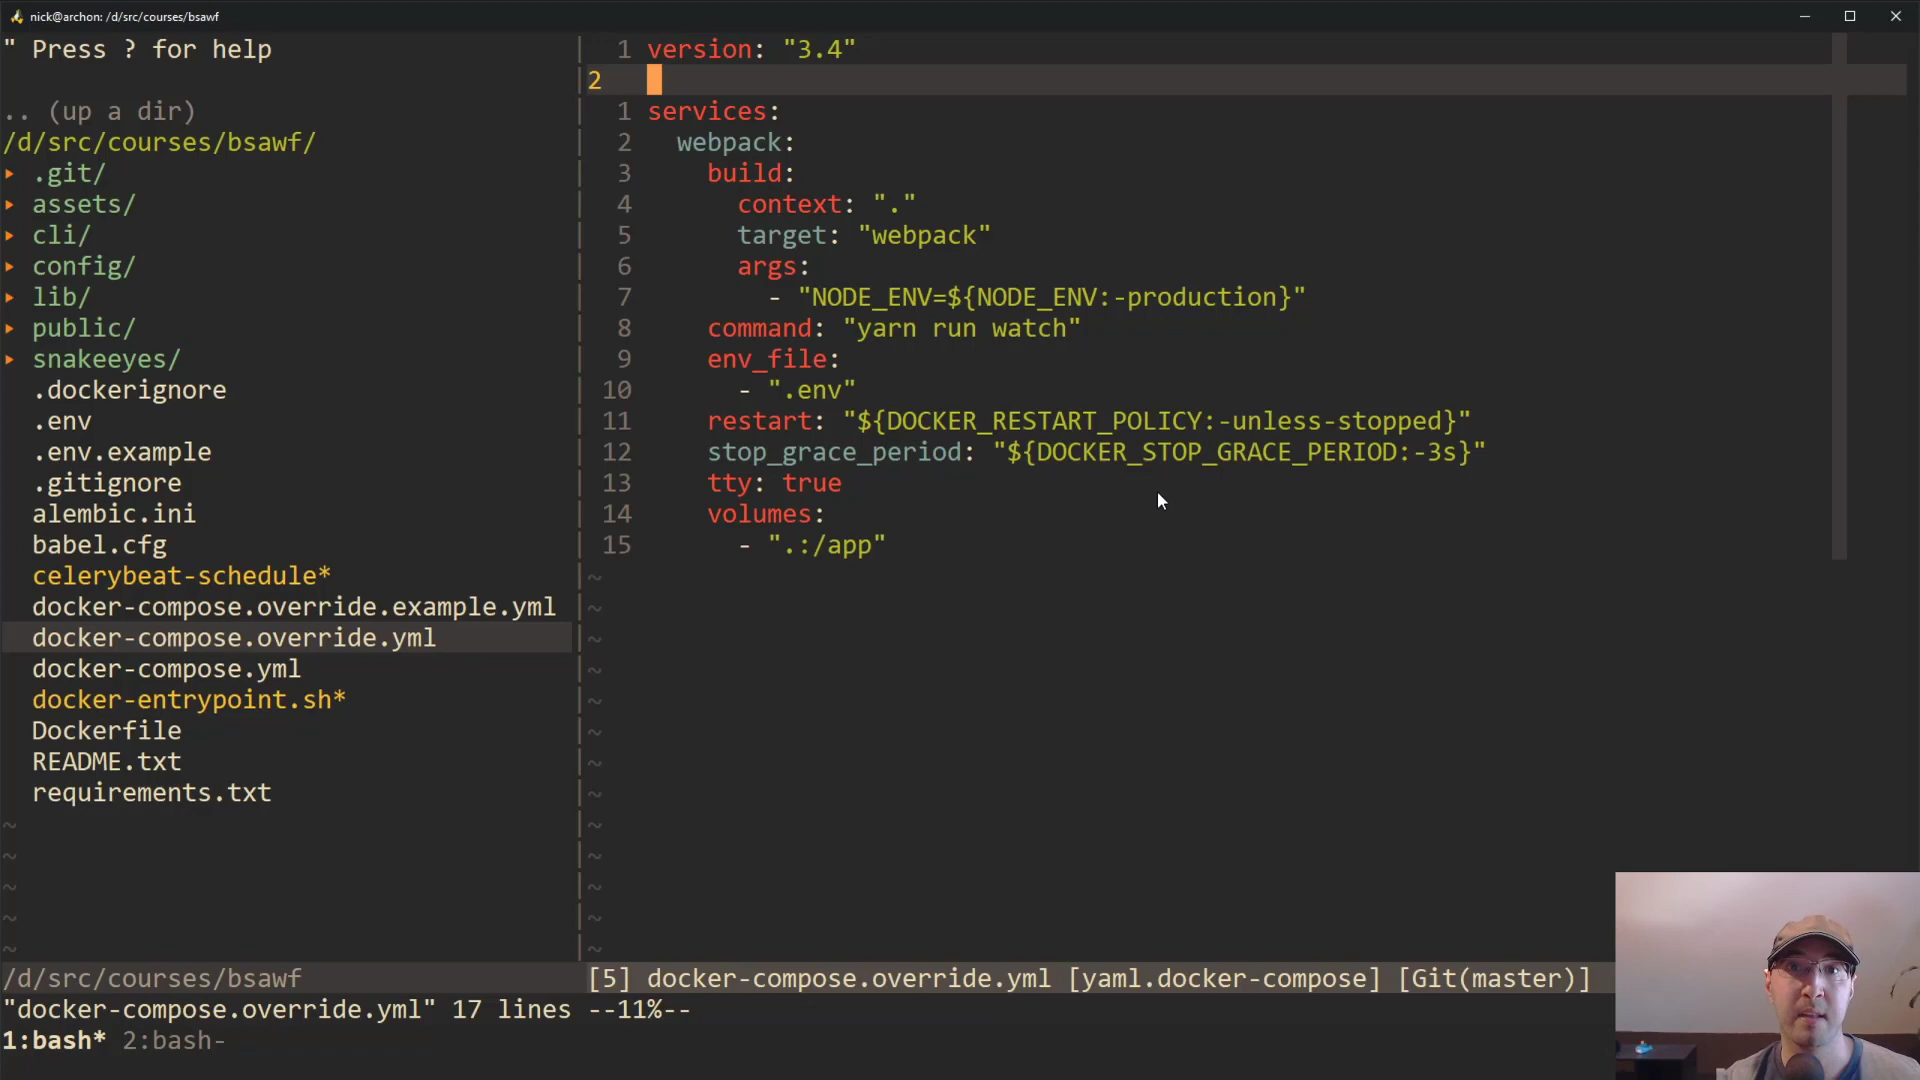 nick@archon: /d/src/courses/bsawf
" Press ? for help
.. (up a dir)
/d/src/courses/bsawf/
▸ .git/
▸ assets/
▸ cli/
▸ config/
▸ lib/
▸ public/
▸ snakeeyes/
.dockerignore
.env
.env.example
.gitignore
alembic.ini
babel.cfg
celerybeat-schedule*
docker-compose.override.example.yml
docker-compose.override.yml
docker-compose.yml
docker-entrypoint.sh*
Dockerfile
README.txt
requirements.txt
~
~
~
~
~
/d/src/courses/bsawf
1 version: "3.4"
2
1 services:
2   webpack:
3     build:
4       context: "."
5       target: "webpack"
6       args:
7         - "NODE_ENV=${NODE_ENV:-production}"
8     command: "yarn run watch"
9     env_file:
10       - ".env"
11     restart: "${DOCKER_RESTART_POLICY:-unless-stopped}"
12     stop_grace_period: "${DOCKER_STOP_GRACE_PERIOD:-3s}"
13     tty: true
14     volumes:
15       - ".:/app"
~
~
~
~
~
~
~
~
~
~
~
~
~
[5] docker-compose.override.yml [yaml.docker-compose] [Git(master)]
"docker-compose.override.yml" 17 lines --11%--
1:bash* 2:bash-